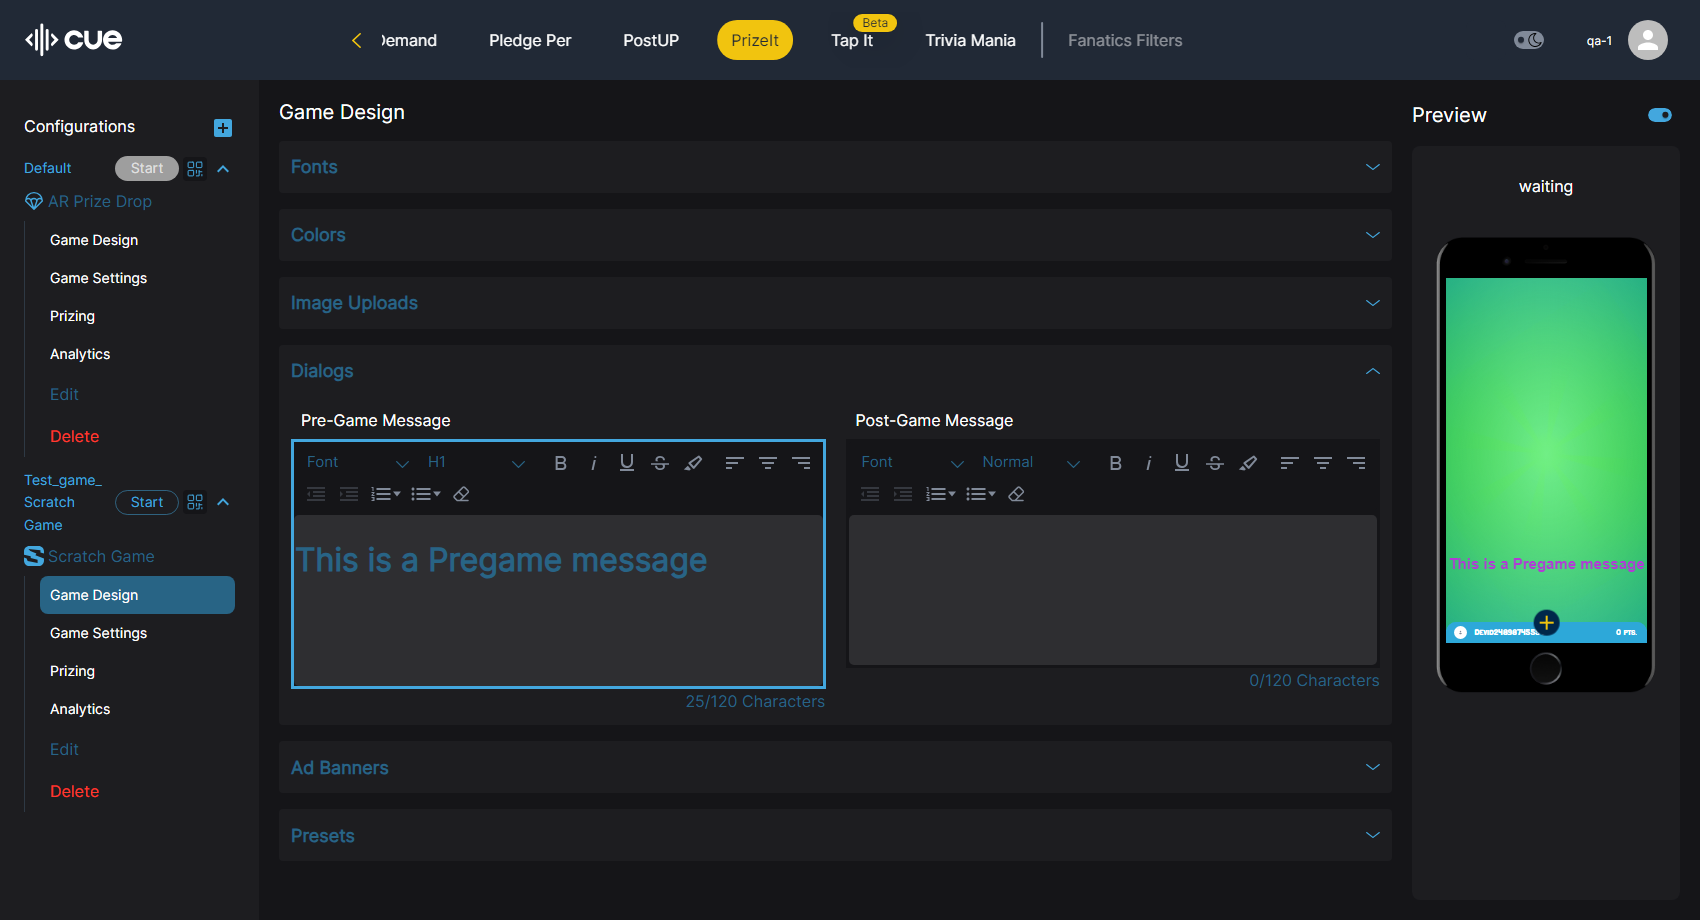 cue
Demand
Pledge Per
PostUP
PrizeIt
Beta
Tap It
Trivia Mania
Fanatics Filters
qa-1
Configurations
Default
Start
AR Prize Drop
Game Design
Game Settings
Prizing
Analytics
Edit
Delete
Test_game_
Scratch
Game
Start
Scratch Game
Game Design
Game Settings
Prizing
Analytics
Edit
Delete
Game Design
Fonts
Colors
Image Uploads
Dialogs
Pre-Game Message
Font
H1
B
i
U
S
This is a Pregame message
25/120 Characters
Post-Game Message
Font
Normal
B
i
U
S
0/120 Characters
Ad Banners
Presets
Preview
waiting
This is a Pregame message
0 PTS.